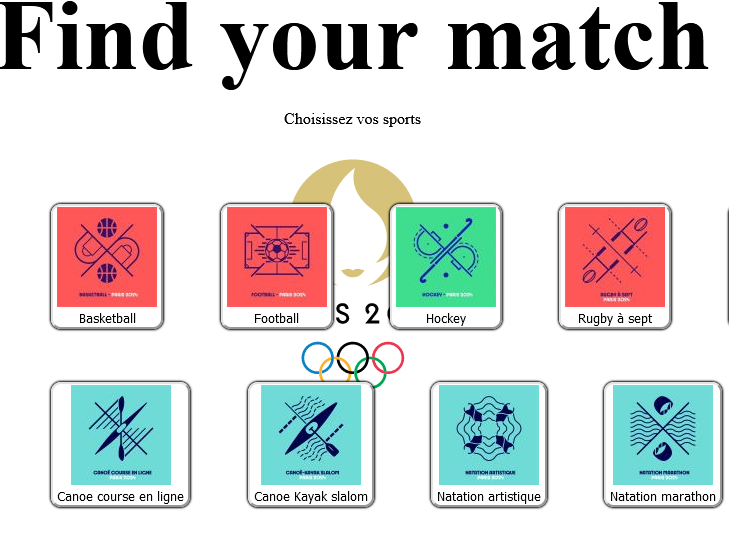 Find your match
Choisissez vos sports
BASKETBALL - PARIS 2024
FOOTBALL - PARIS 2024
HOCKEY - PARIS 2024
RUGBY À SEPT
PARIS 2024
Basketball
Football
S 2
Hockey
Rugby à sept
CANOË COURSE EN LIGNE
PARIS 2024
CANOË-KAYAK SLALOM
PARIS 2024
NATATION ARTISTIQUE
PARIS 2024
NATATION MARATHON
PARIS 2024
Canoe course en ligne
Canoe Kayak slalom
Natation artistique
Natation marathon